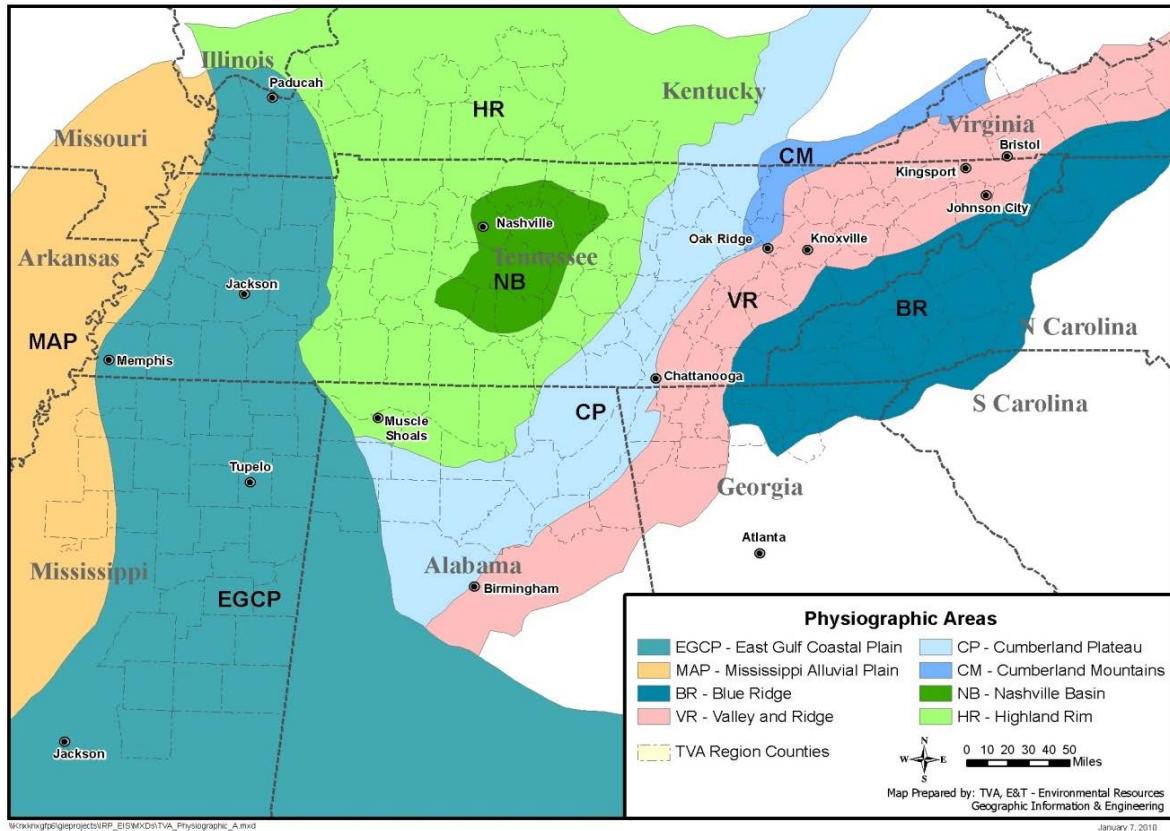 Illinois
Paducah
Kentucky
HR
Missouri
Virginia
Bristol
CM
Kingsport
Johnson City
Nashville
Oak Ridge
Knoxville
Tennessee
Arkansas
NB
Jackson
VR
BR
N Carolina
MAP
Memphis
Chattanooga
CP
S Carolina
Muscle
Shoals
Tupelo
Georgia
Atlanta
Mississippi
Alabama
Birmingham
EGCP
Jackson
Physiographic Areas
EGCP - East Gulf Coastal Plain
MAP - Mississippi Alluvial Plain
BR - Blue Ridge
VR - Valley and Ridge
TVA Region Counties
CP - Cumberland Plateau
CM - Cumberland Mountains
NB - Nashville Basin
HR - Highland Rim
N
W E
S
0 10 20 30 40 50
Miles
Map Prepared by: TVA, E&T - Environmental Resources
Geographic Information & Engineering
January 7, 2010